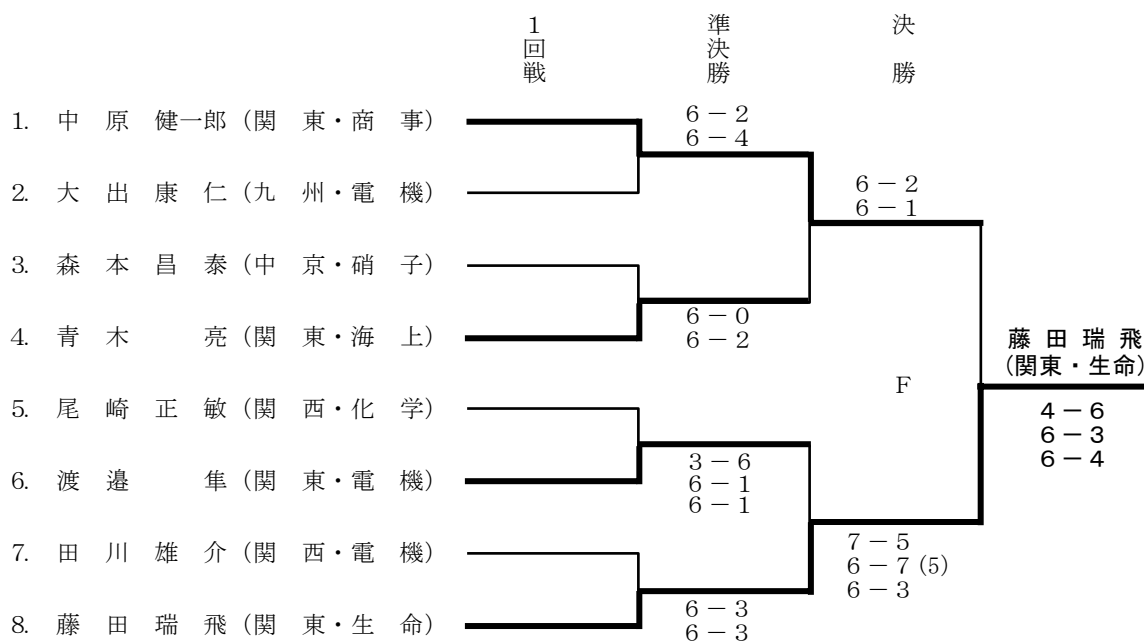 1回戦
準決勝
決勝
1. 中原 健一郎 (関東・商事)
6-2
6-4
2. 大出 康仁 (九州・電機)
6-2
6-1
3. 森本 昌泰 (中京・硝子)
4. 青木 亮 (関東・海上)
6-0
6-2
藤田瑞飛
(関東・生命)
F
4-6
6-3
6-4
5. 尾崎 正敏 (関西・化学)
6. 渡邉 隼 (関東・電機)
3-6
6-1
6-1
7. 田川 雄介 (関西・電機)
7-5
6-7 (5)
6-3
8. 藤田 瑞飛 (関東・生命)
6-3
6-3